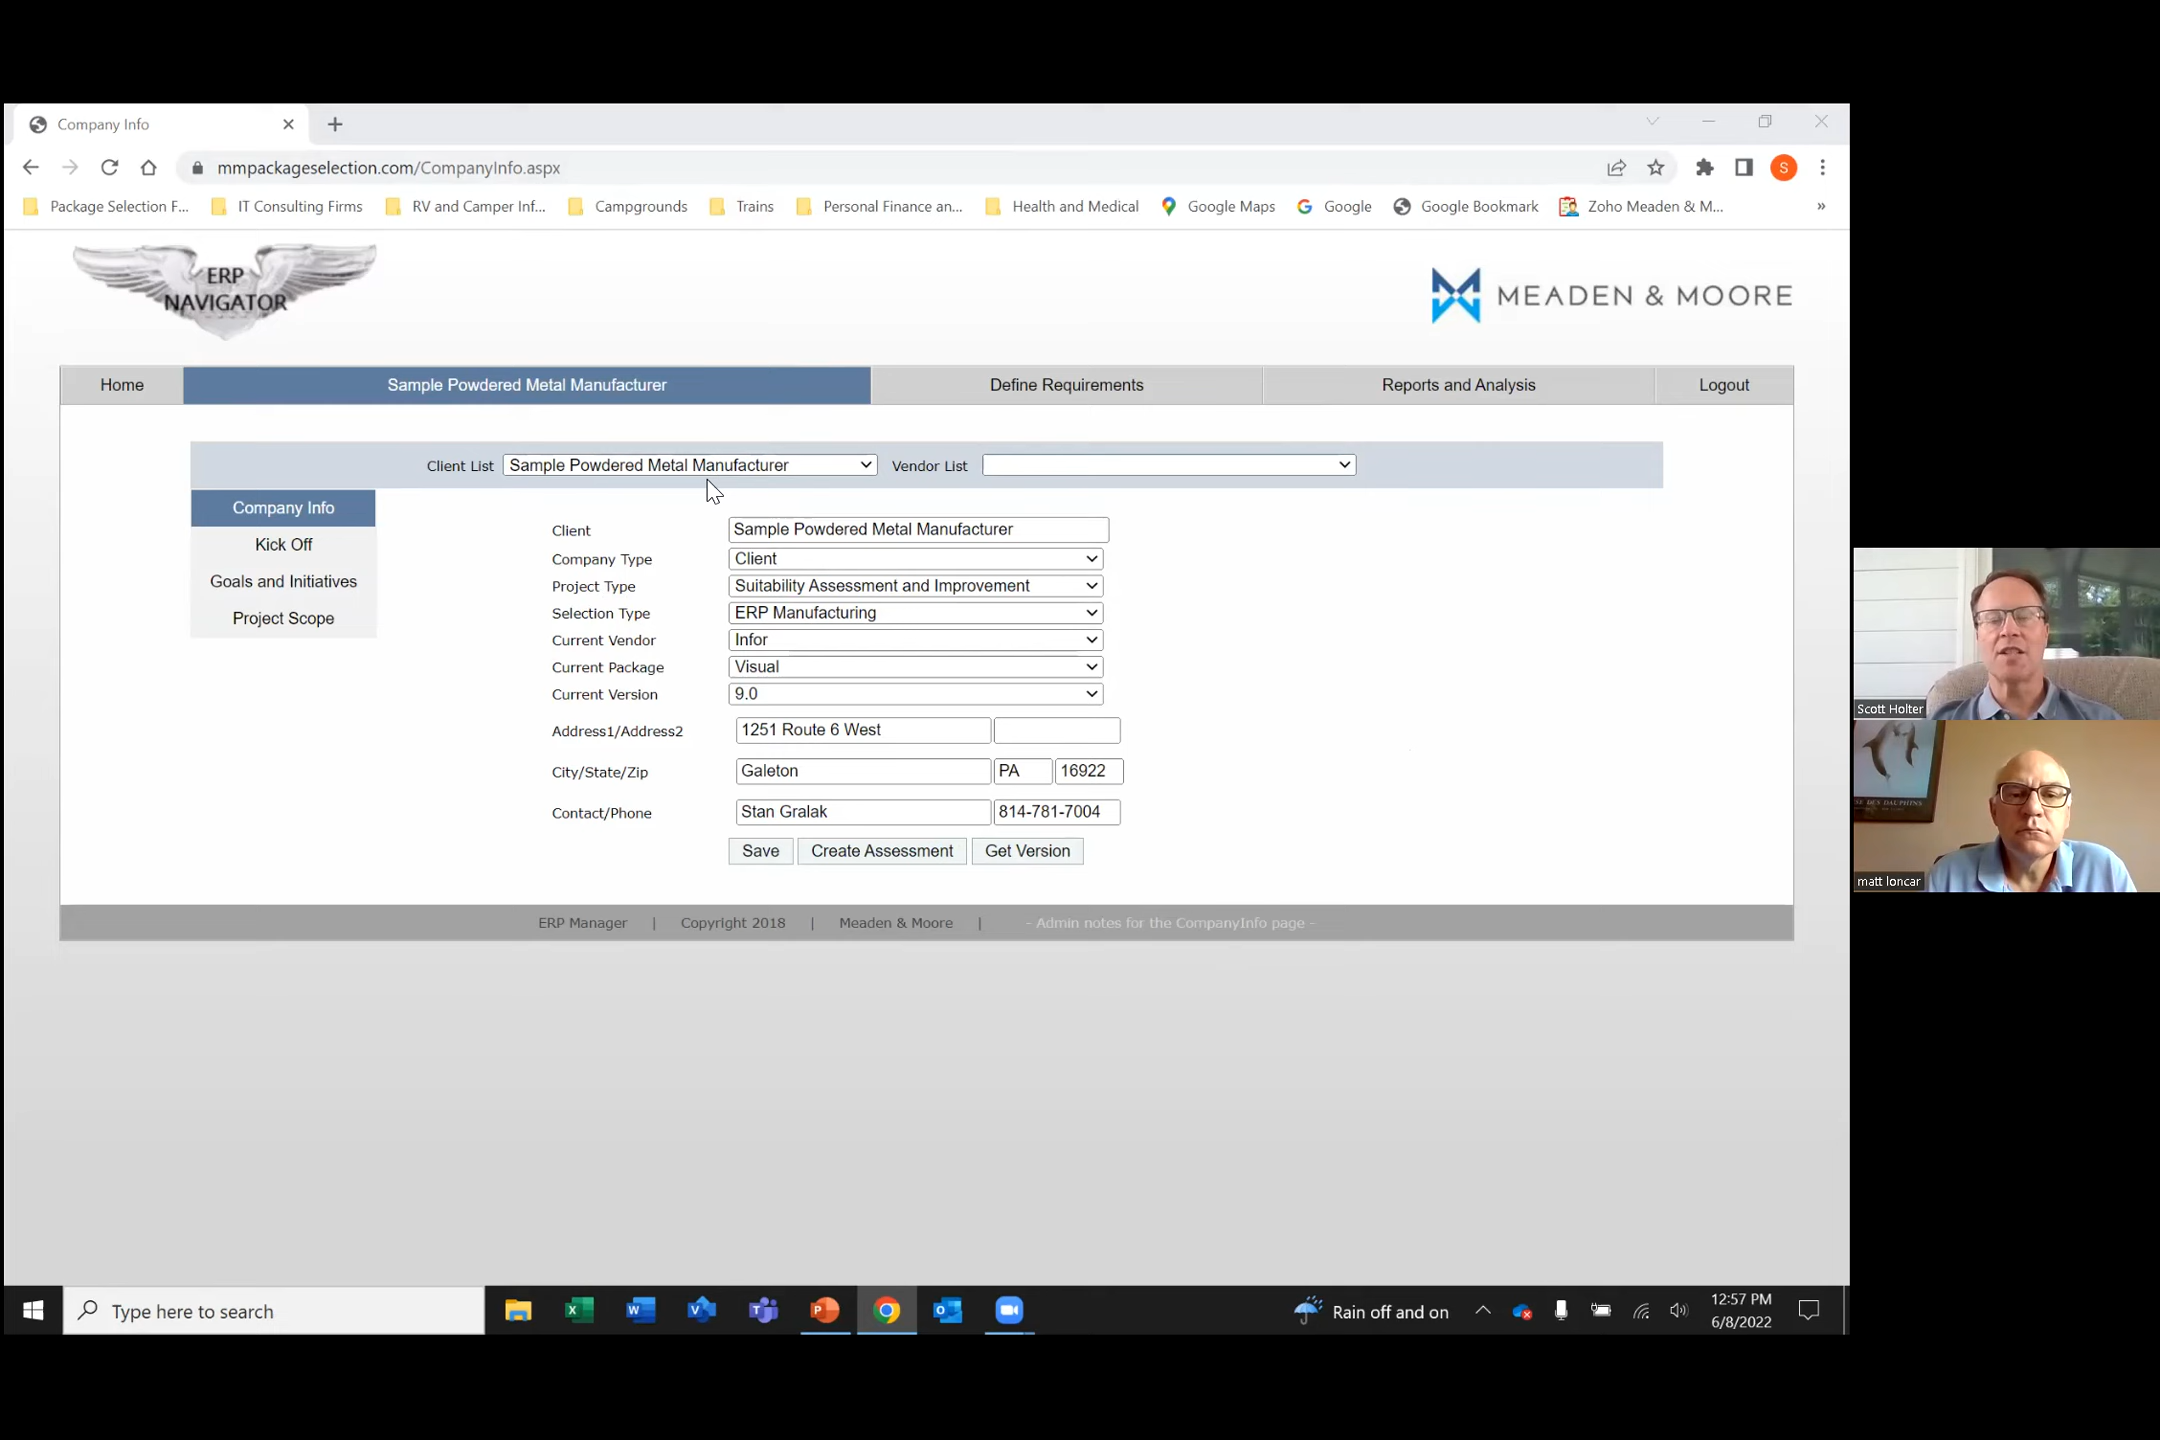 Company Info
mmpackageselection.com/CompanyInfo.aspx
S
Package Selection F... IT Consulting Firms RV and Camper Inf... Campgrounds Trains Personal Finance an... Health and Medical Google Maps Google Google Bookmark Zoho Meaden & M... »
ERP
NAVIGATOR
MEADEN & MOORE
Home Sample Powdered Metal Manufacturer Define Requirements Reports and Analysis Logout
Client List Sample Powdered Metal Manufacturer Vendor List
Company Info
Kick Off
Goals and Initiatives
Project Scope
Client Sample Powdered Metal Manufacturer
Company Type Client
Project Type Suitability Assessment and Improvement
Selection Type ERP Manufacturing
Current Vendor Infor
Current Package Visual
Current Version 9.0
Address1/Address2 1251 Route 6 West
City/State/Zip Galeton PA 16922
Contact/Phone Stan Gralak 814-781-7004
Save Create Assessment Get Version
ERP Manager | Copyright 2018 | Meaden & Moore | - Admin notes for the CompanyInfo page -
Scott Holter
matt loncar
Type here to search
Rain off and on
12:57 PM
6/8/2022